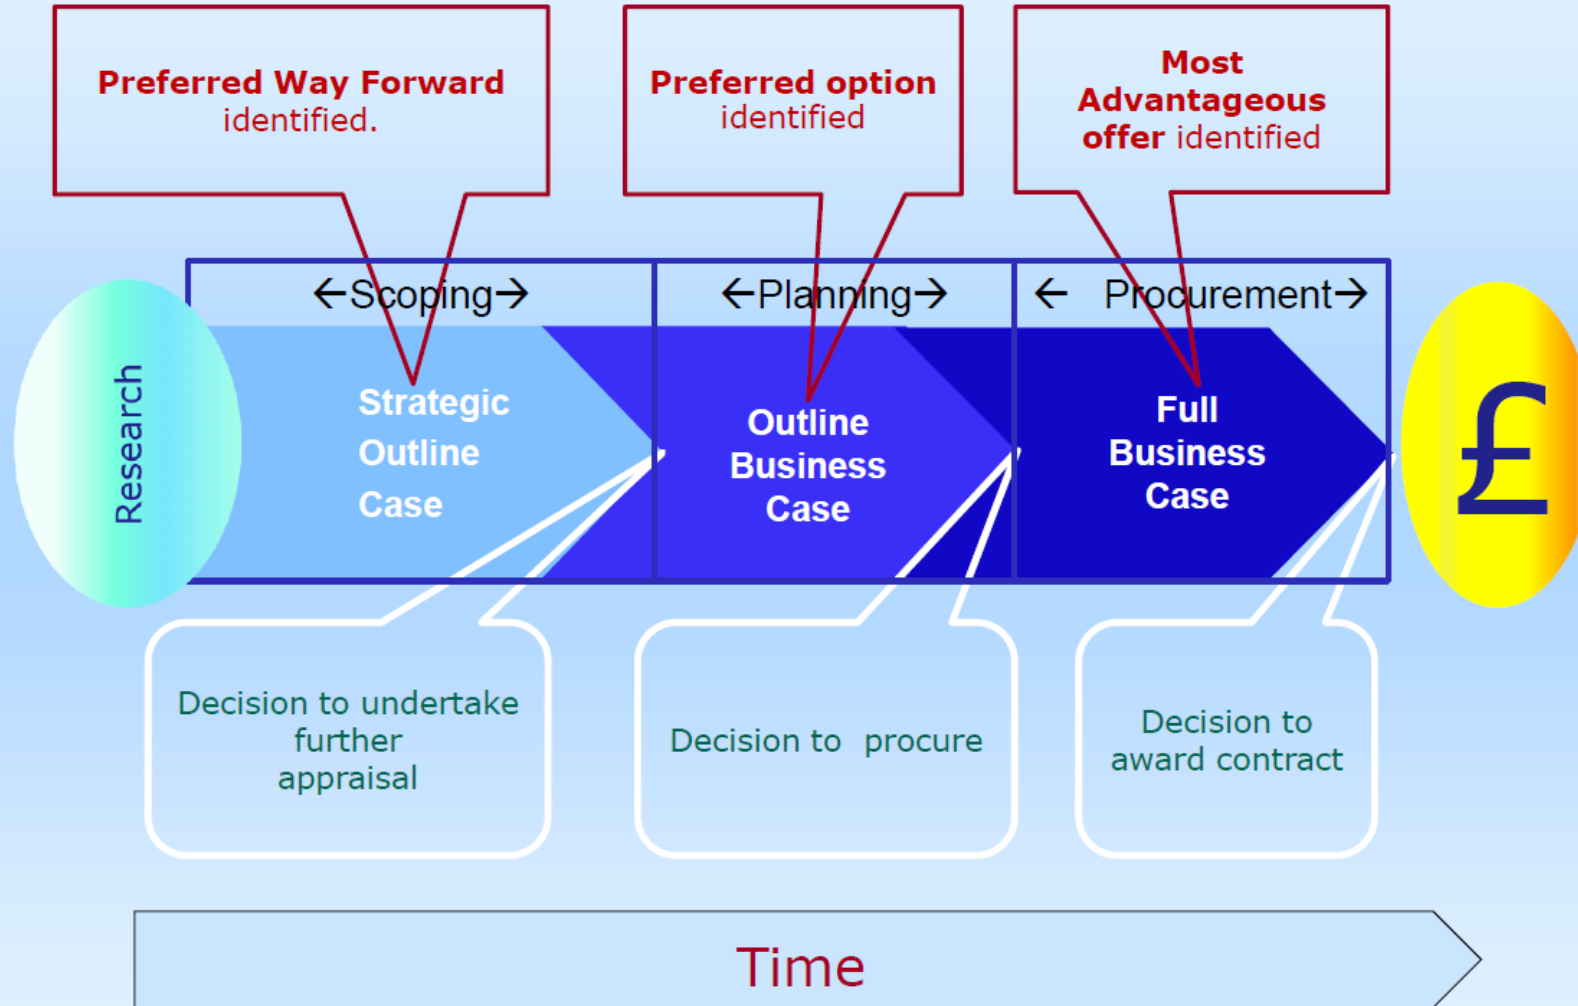 Preferred Way Forward
identified.
Preferred option
identified
Most
Advantageous
offer identified
←Scoping→
←Planning→
← Procurement→
Research
Strategic
Outline
Case
Outline
Business
Case
Full
Business
Case
£
Decision to undertake
further
appraisal
Decision to procure
Decision to
award contract
Time